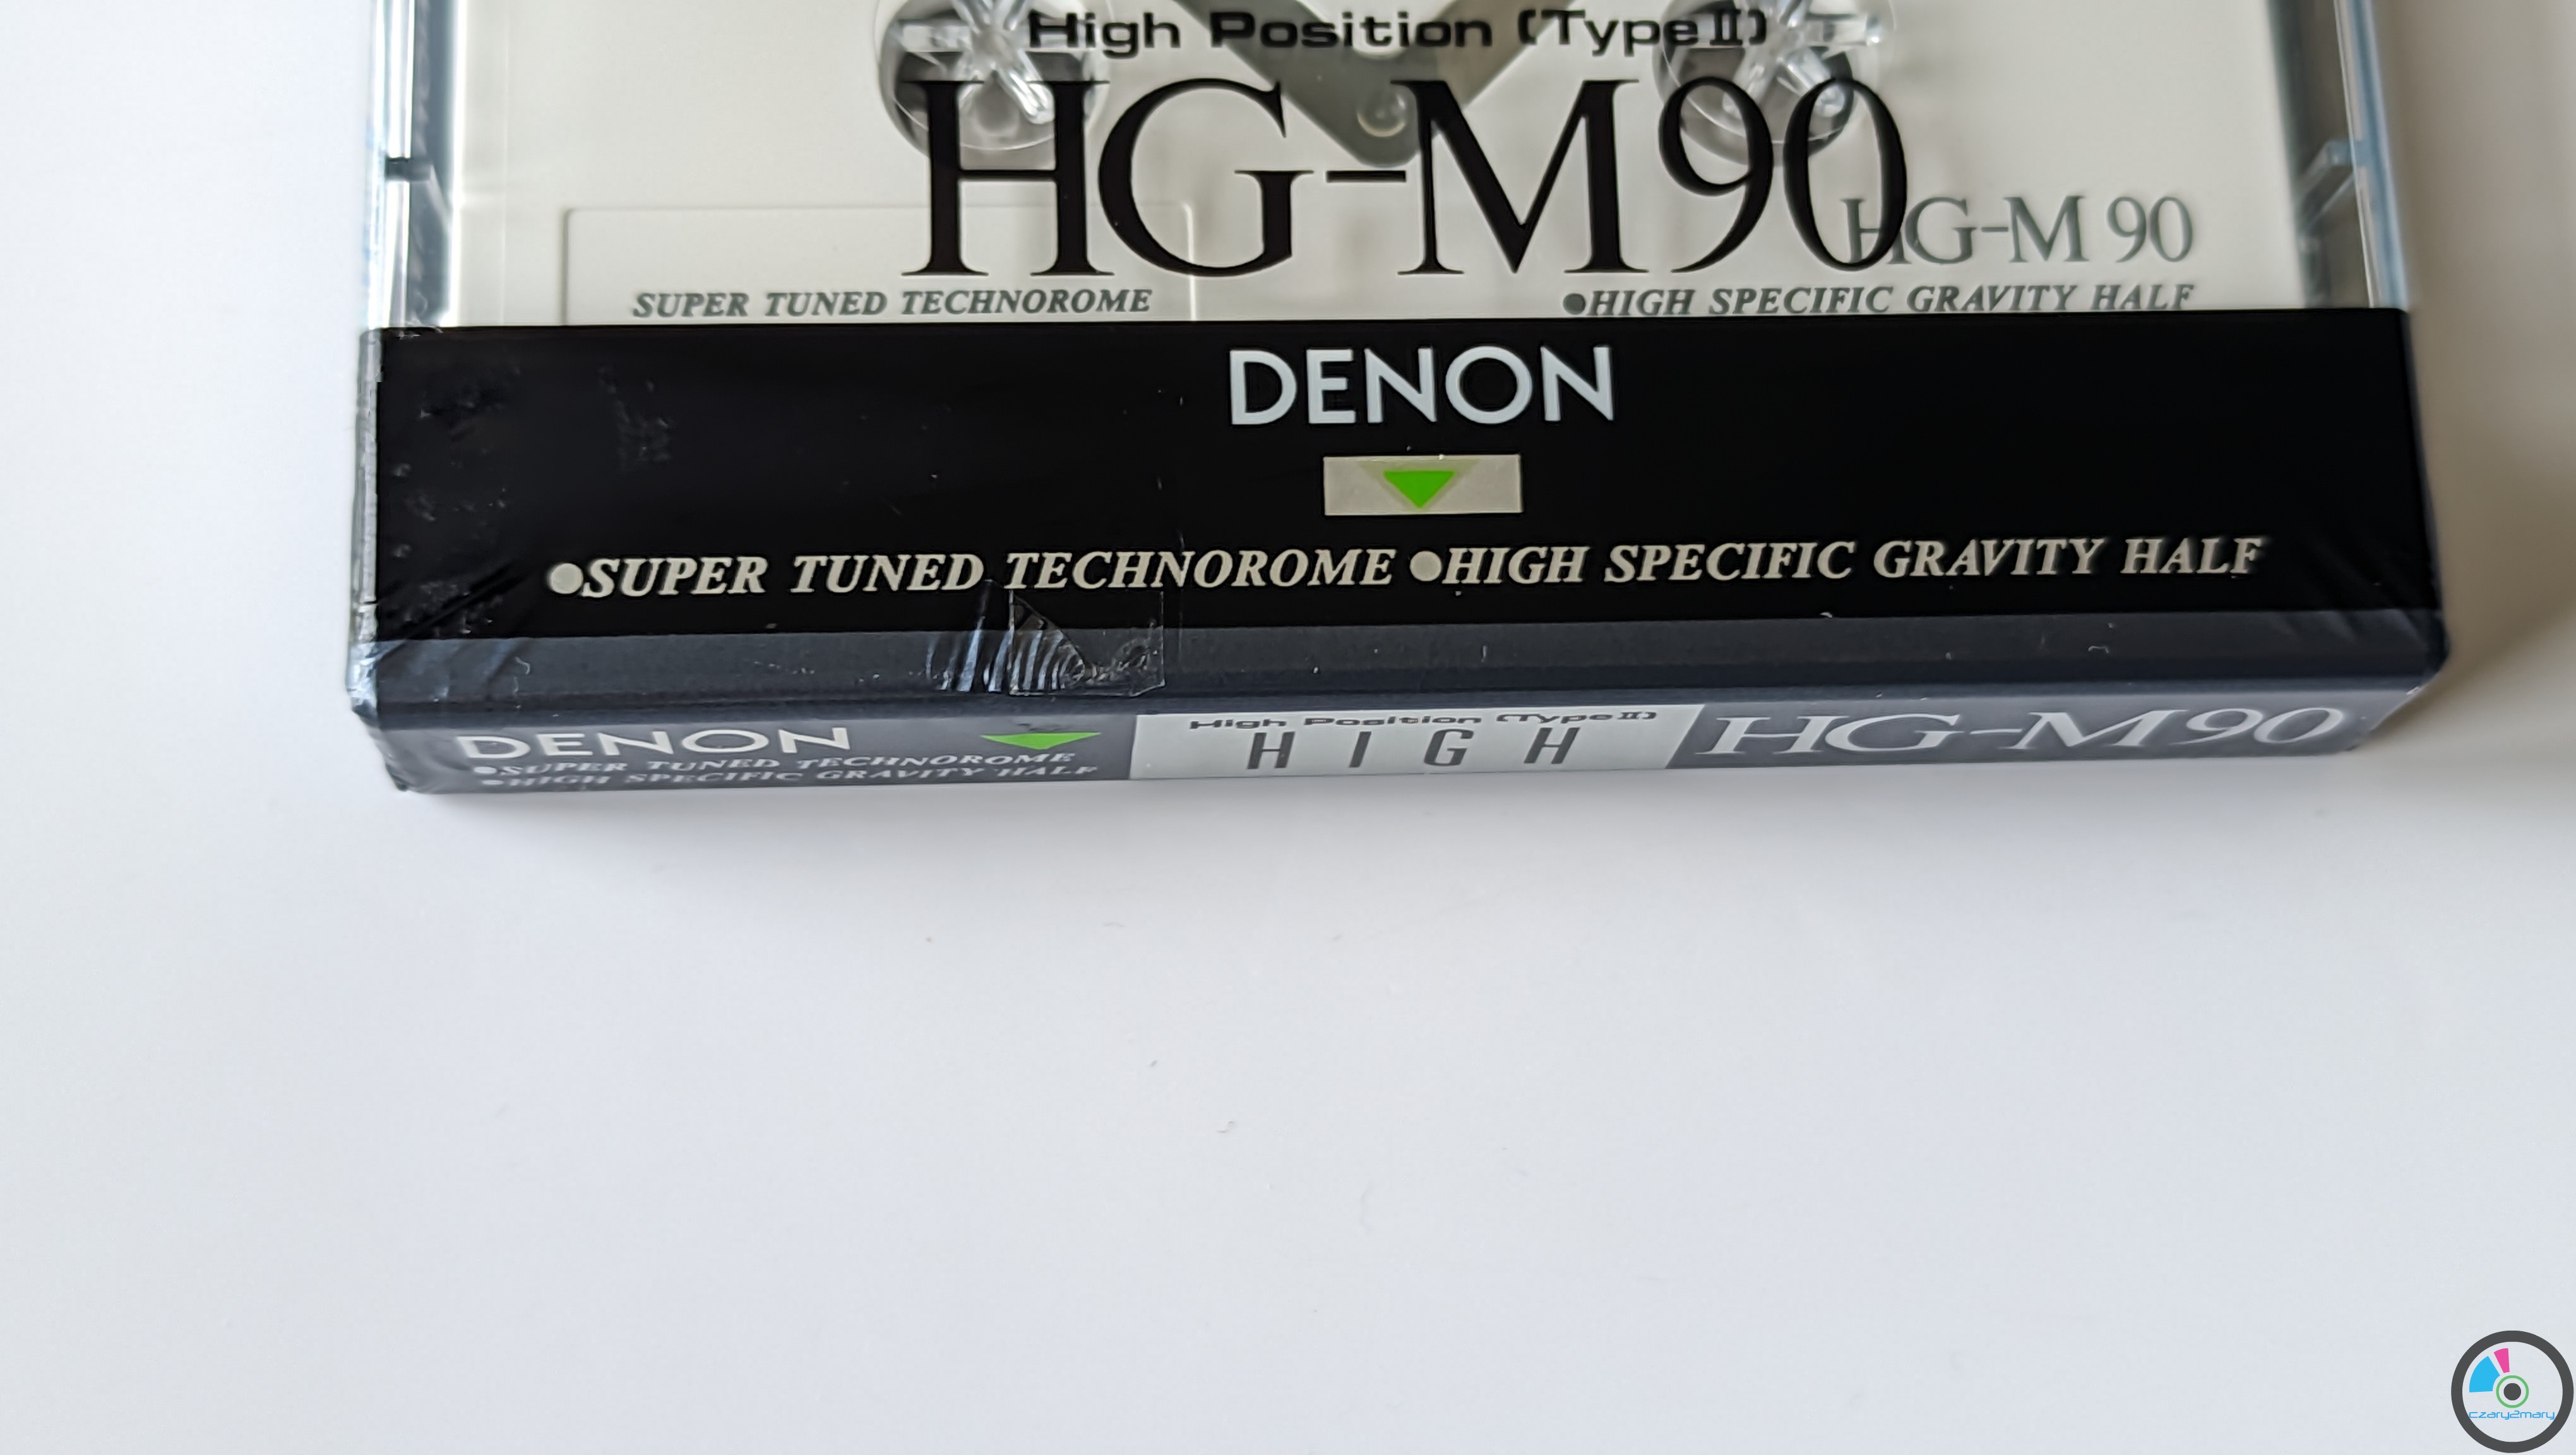 High Position (Type II)
HG-M90
HG-M 90
SUPER TUNED TECHNOROME
●HIGH SPECIFIC GRAVITY HALF
DENON
●SUPER TUNED TECHNOROME ●HIGH SPECIFIC GRAVITY HALF
DENON
●SUPER TUNED TECHNOROME
●HIGH SPECIFIC GRAVITY HALF
High Position (Type II)
HIGH
HG-M90
czary2mary